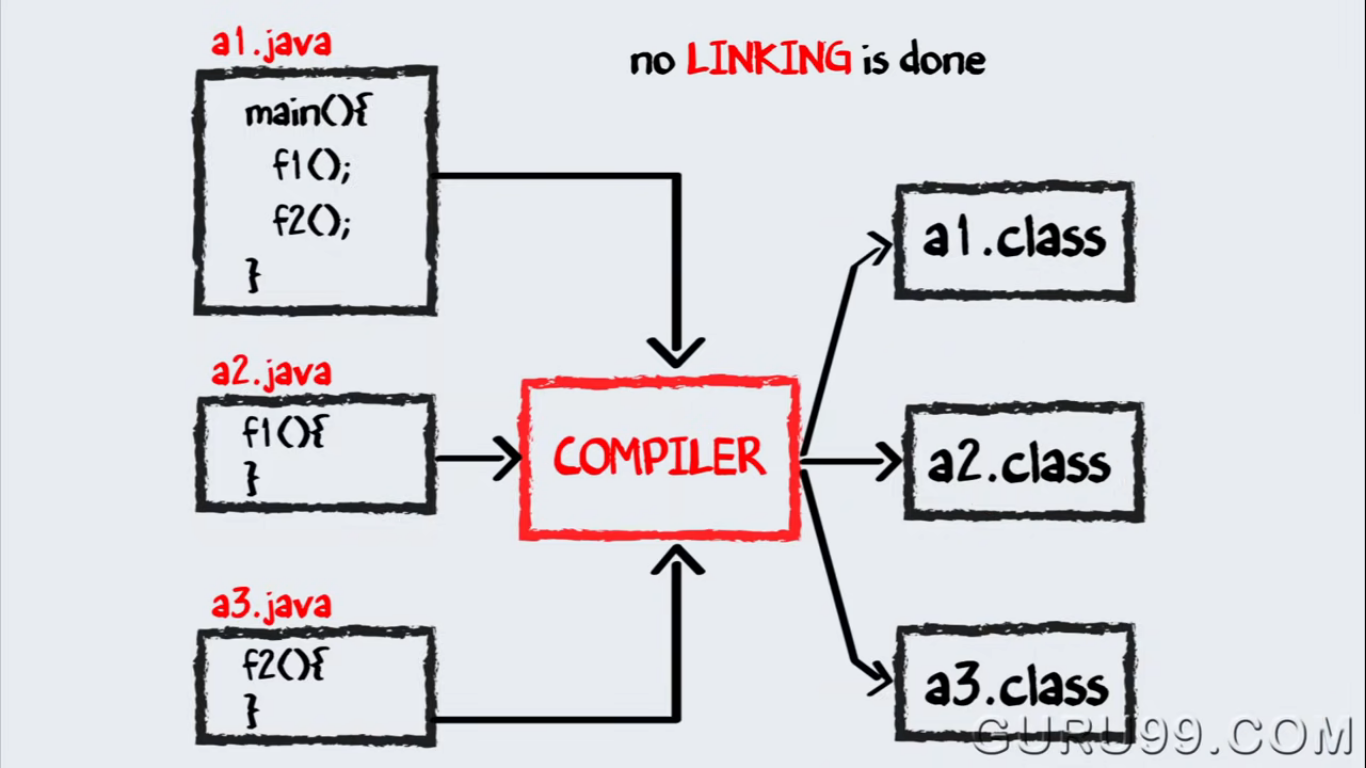 a1.java
no LINKING is done
main(){
f1();
f2();
}
a2.java
f1(){
}
a3.java
f2(){
}
COMPILER
a1.class
a2.class
a3.class
GURU99.COM